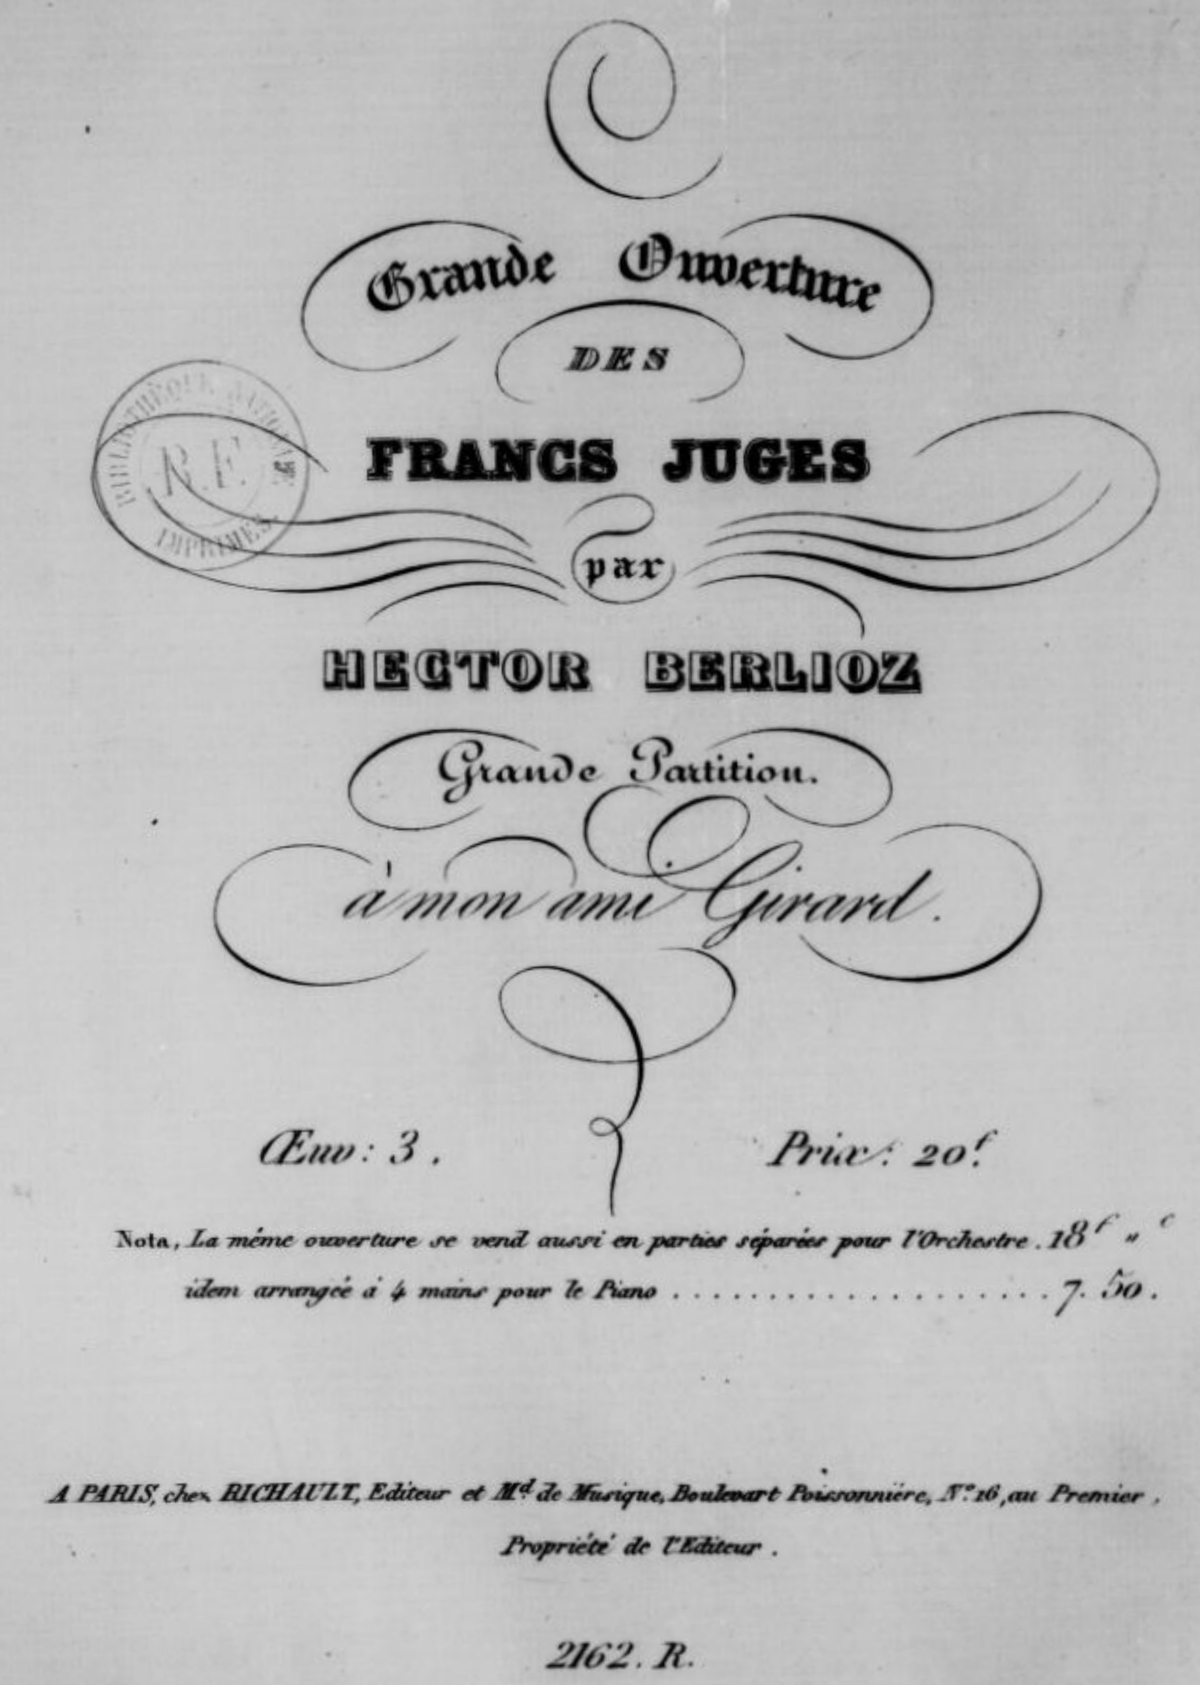 Grande Ouverture
DES
FRANCS JUGES
BIBLIOTHÈQUE NATIONALE
R.F.
IMPRIMÉS.
par
HECTOR BERLIOZ
Grande Partition.
à mon ami Girard.
Œuv: 3.
Prix: 20f.
Nota, La même ouverture se vend aussi en parties séparées pour l'Orchestre. 18f " c
idem arrangée à 4 mains pour le Piano . . . . . . . . . . . . . . . . . . . . 7. 50.
A PARIS, chez RICHAULT, Editeur et Md de Musique, Boulevart Poissonnière, No 16, au Premier.
Propriété de l'Editeur.
2162. R.